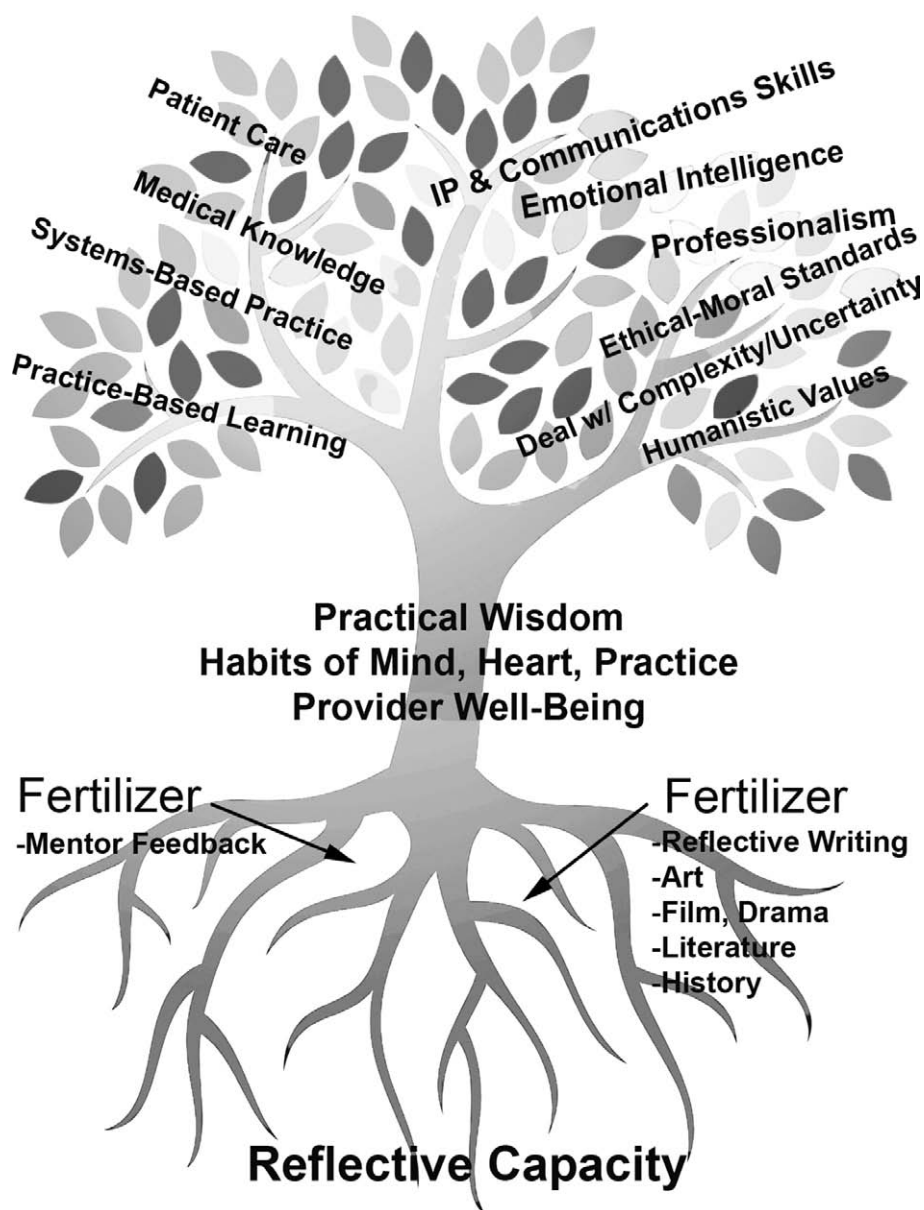 Patient Care
Medical Knowledge
Systems-Based Practice
Practice-Based Learning
IP & Communications Skills
Emotional Intelligence
Professionalism
Ethical-Moral Standards
Deal w/ Complexity/Uncertainty
Humanistic Values
Practical Wisdom
Habits of Mind, Heart, Practice
Provider Well-Being
Fertilizer
-Mentor Feedback
Fertilizer
-Reflective Writing
-Art
-Film, Drama
-Literature
-History
Reflective Capacity